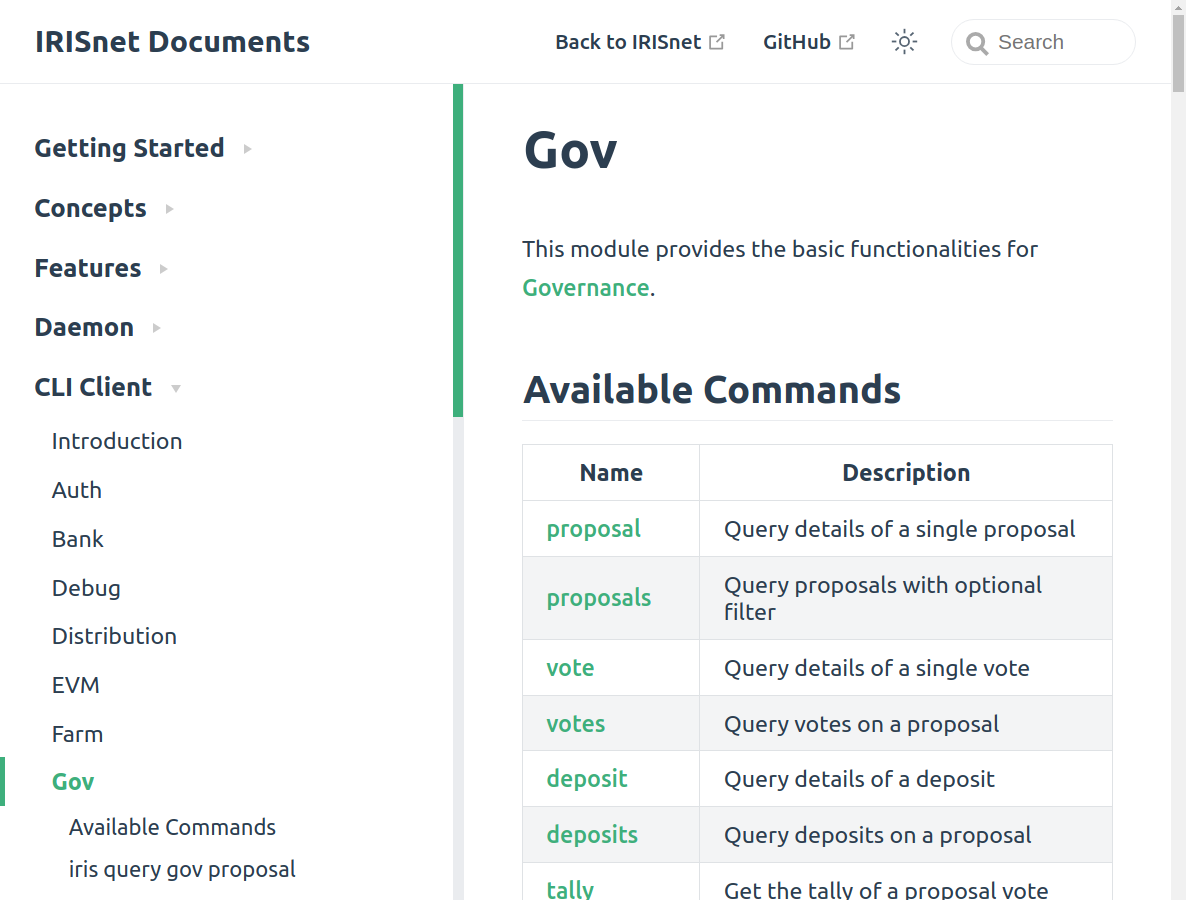 IRISnet Documents
Back to IRISnet
GitHub
Search
Getting Started
Concepts
Features
Daemon
CLI Client
Introduction
Auth
Bank
Debug
Distribution
EVM
Farm
Gov
Available Commands
iris query gov proposal
Gov
This module provides the basic functionalities for
Governance.
Available Commands
Name Description
proposal Query details of a single proposal
proposals Query proposals with optional
filter
vote Query details of a single vote
votes Query votes on a proposal
deposit Query details of a deposit
deposits Query deposits on a proposal
tally Get the tally of a proposal vote